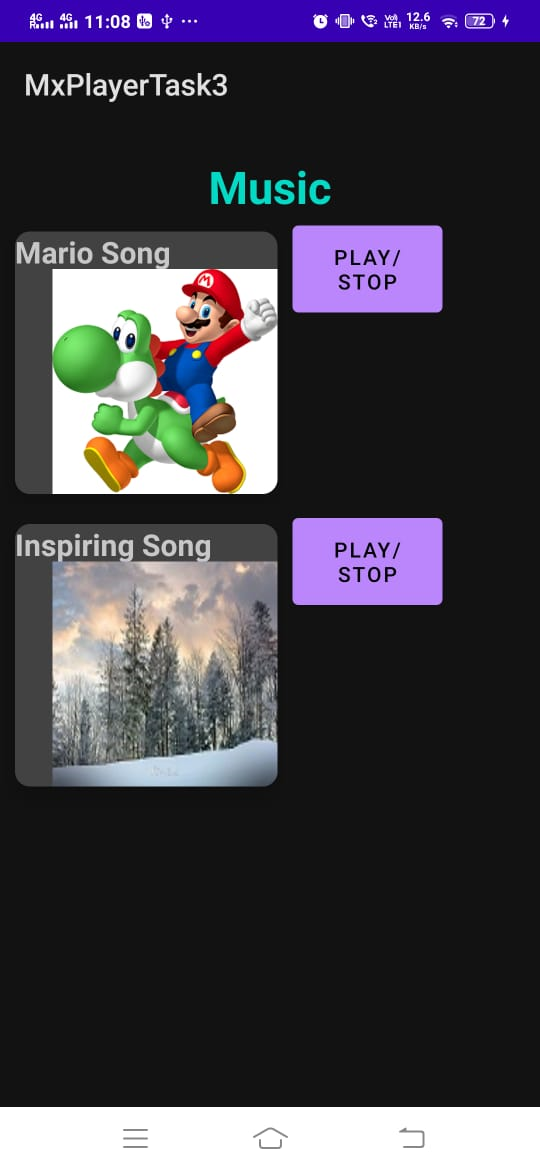 4G R 4G 11:08 ... Vo) LTE1 12.6 KB/s 72
MxPlayerTask3
Music
Mario Song
PLAY/
STOP
M
Inspiring Song
PLAY/
STOP